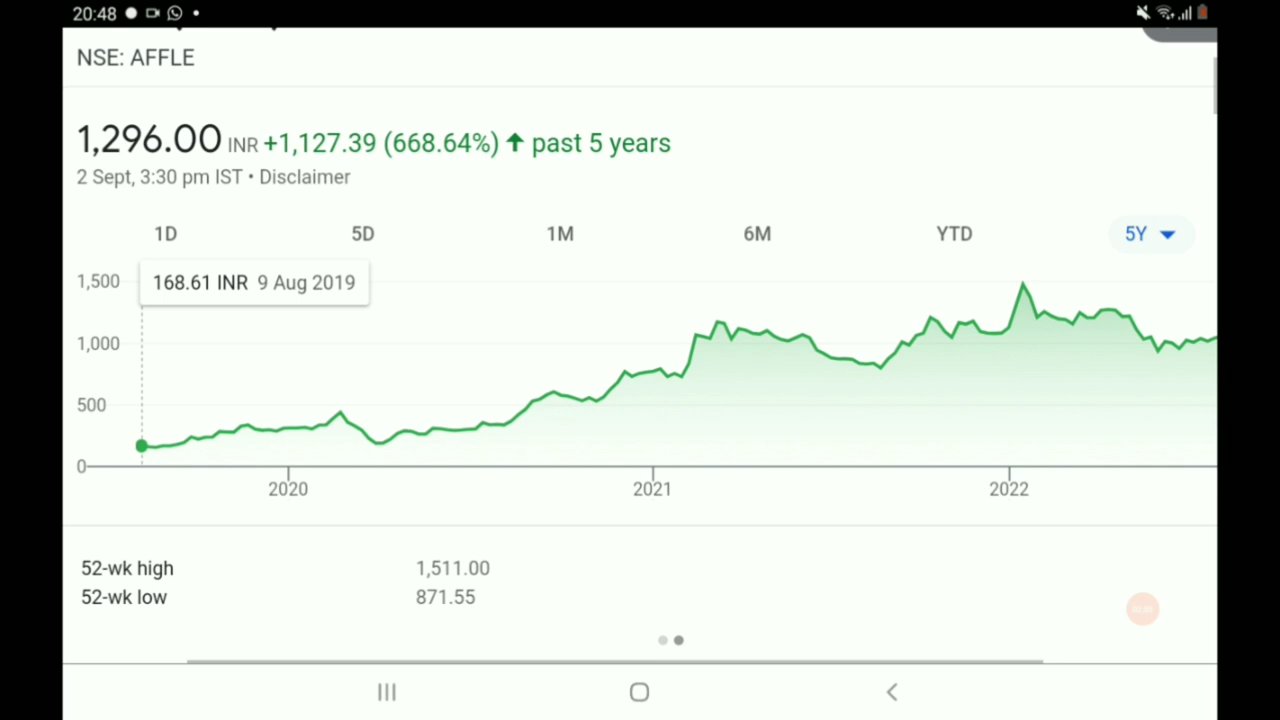 20:48
NSE: AFFLE
1,296.00 INR +1,127.39 (668.64%) ↑ past 5 years
2 Sept, 3:30 pm IST • Disclaimer
1D 5D 1M 6M YTD 5Y
168.61 INR 9 Aug 2019
1,500
1,000
500
0
2020 2021 2022
52-wk high 1,511.00
52-wk low 871.55